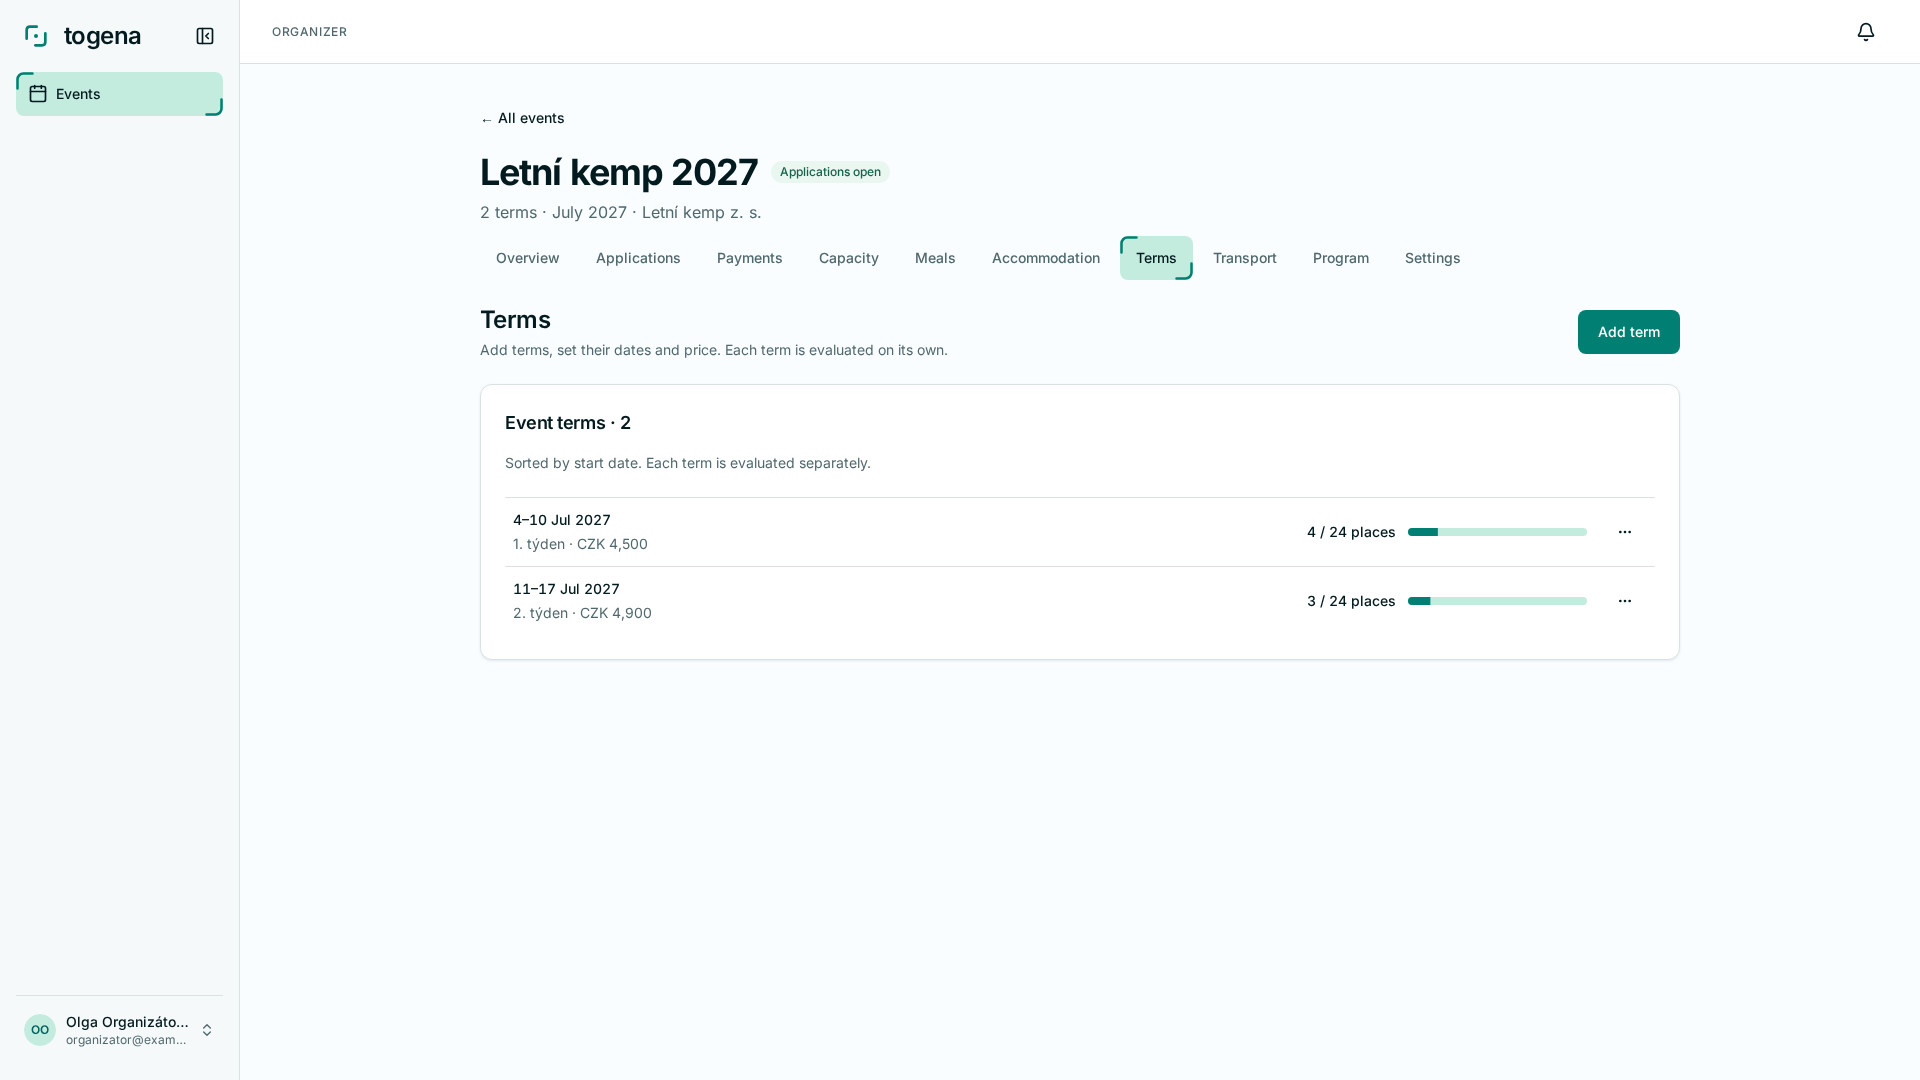 togena
ORGANIZER
Events
← All events
Letní kemp 2027 Applications open
2 terms · July 2027 · Letní kemp z. s.
Overview Applications Payments Capacity Meals Accommodation Terms Transport Program Settings
Terms
Add terms, set their dates and price. Each term is evaluated on its own.
Add term
Event terms · 2
Sorted by start date. Each term is evaluated separately.
4–10 Jul 2027
1. týden · CZK 4,500
4 / 24 places
11–17 Jul 2027
2. týden · CZK 4,900
3 / 24 places
OO
Olga Organizáto...
organizator@exam...